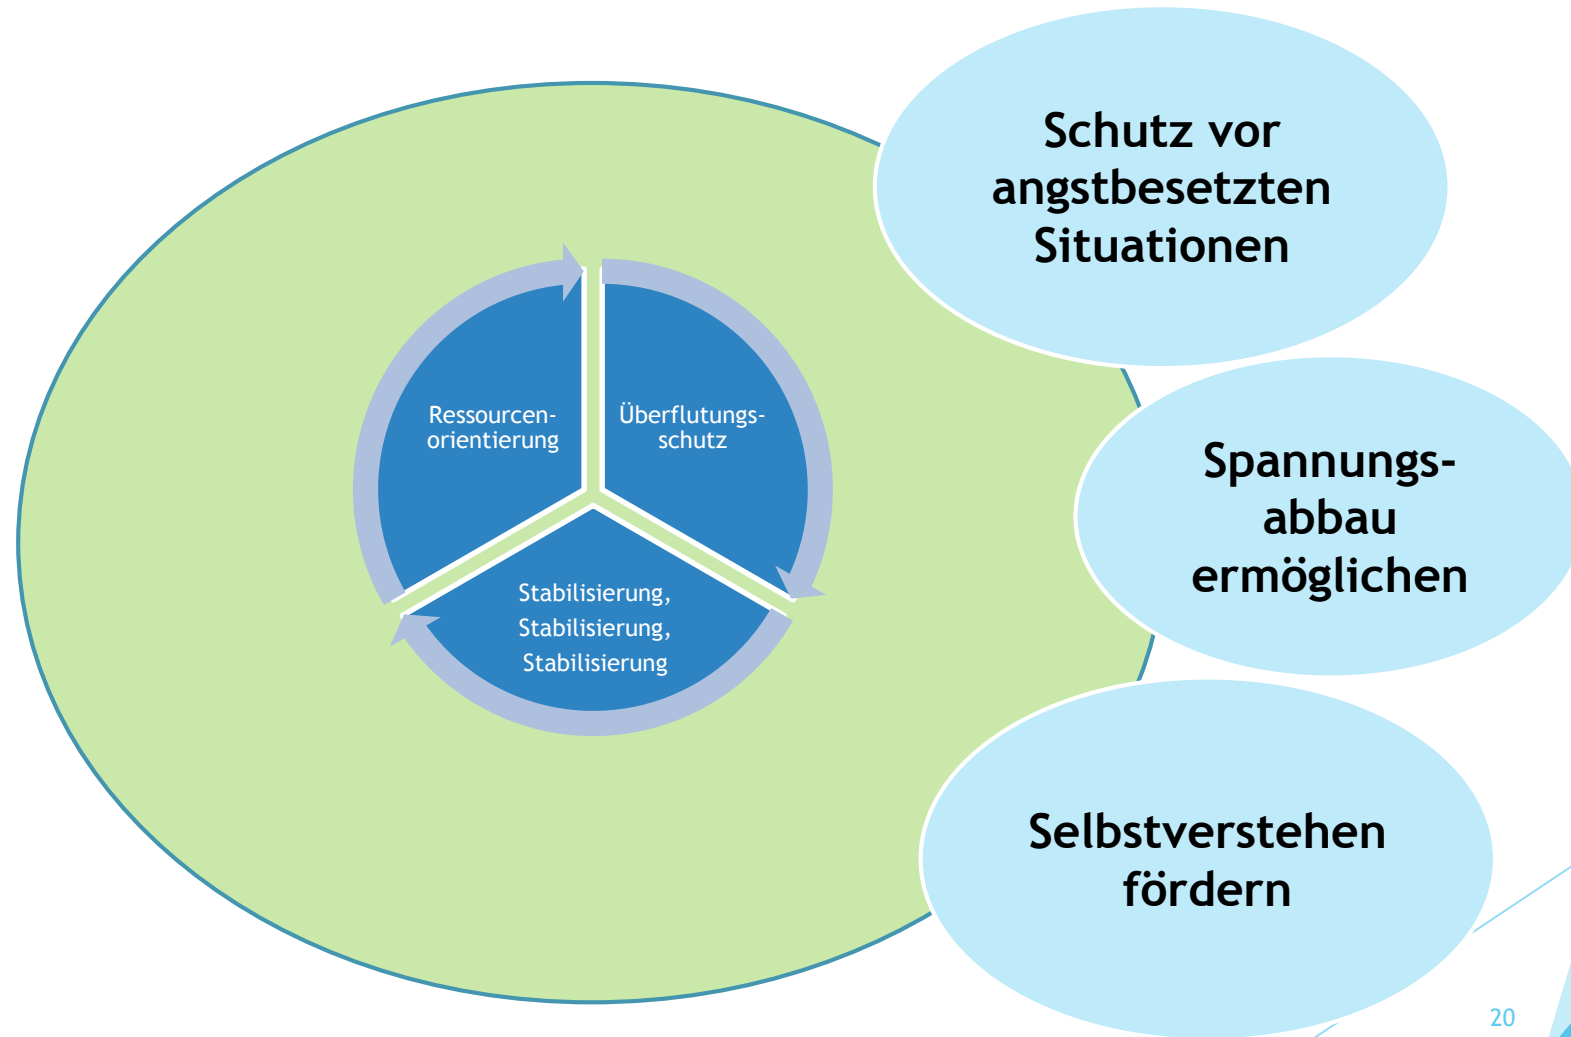 Schutz vor
angstbesetzten
Situationen
Ressourcen-
orientierung
Überflutungs-
schutz
Stabilisierung,
Stabilisierung,
Stabilisierung
Spannungs-
abbau
ermöglichen
Selbstverstehen
fördern
20